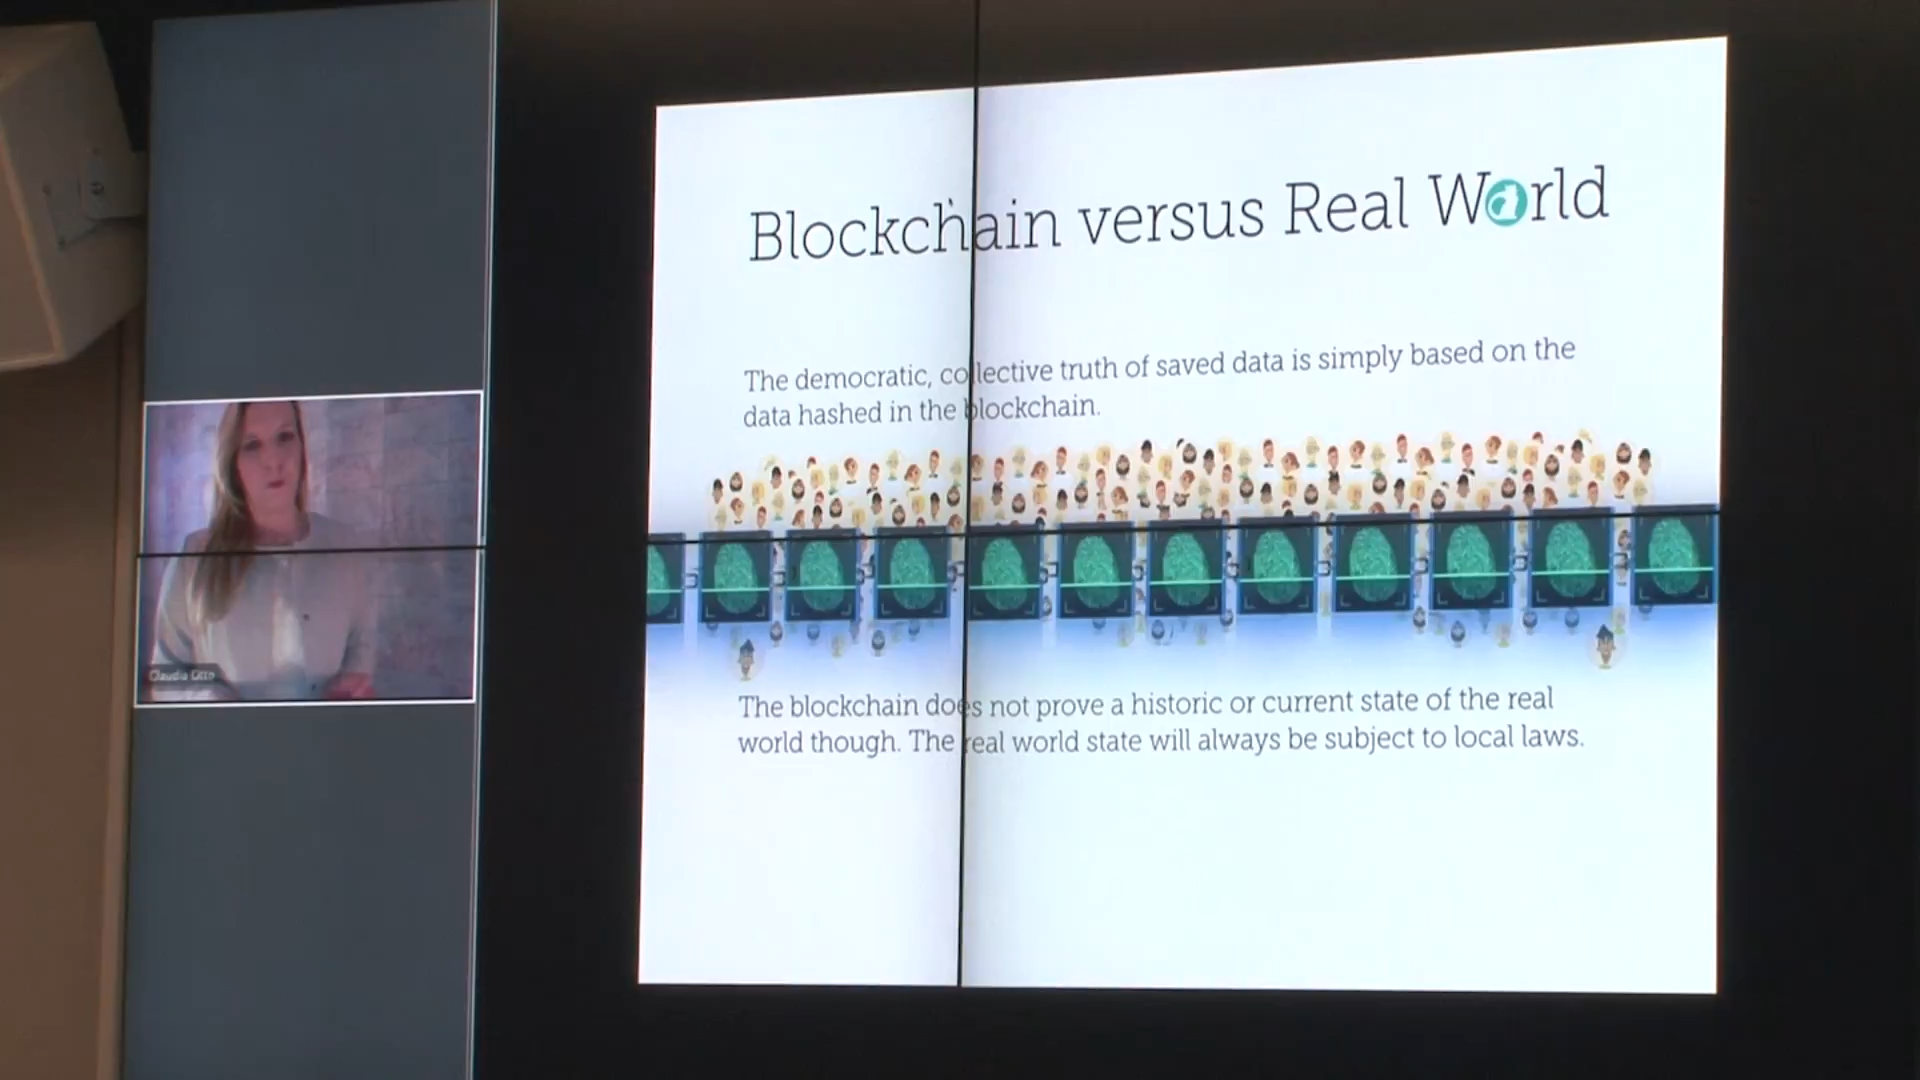 Blockchain versus Real World
The democratic, collective truth of saved data is simply based on the
data hashed in the blockchain.
The blockchain does not prove a historic or current state of the real
world though. The real world state will always be subject to local laws.
Claudia